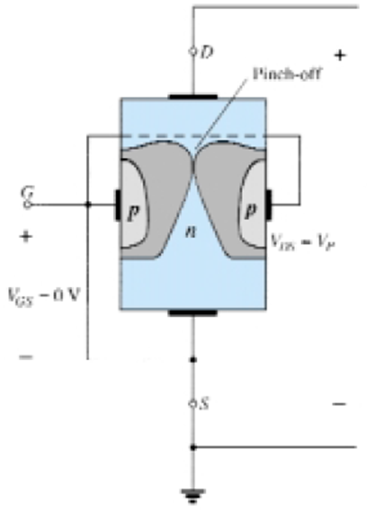 D
+
Pinch-off
G
p
p
n
+
V_DS = V_P
V_GS = 0 V
−
S
−